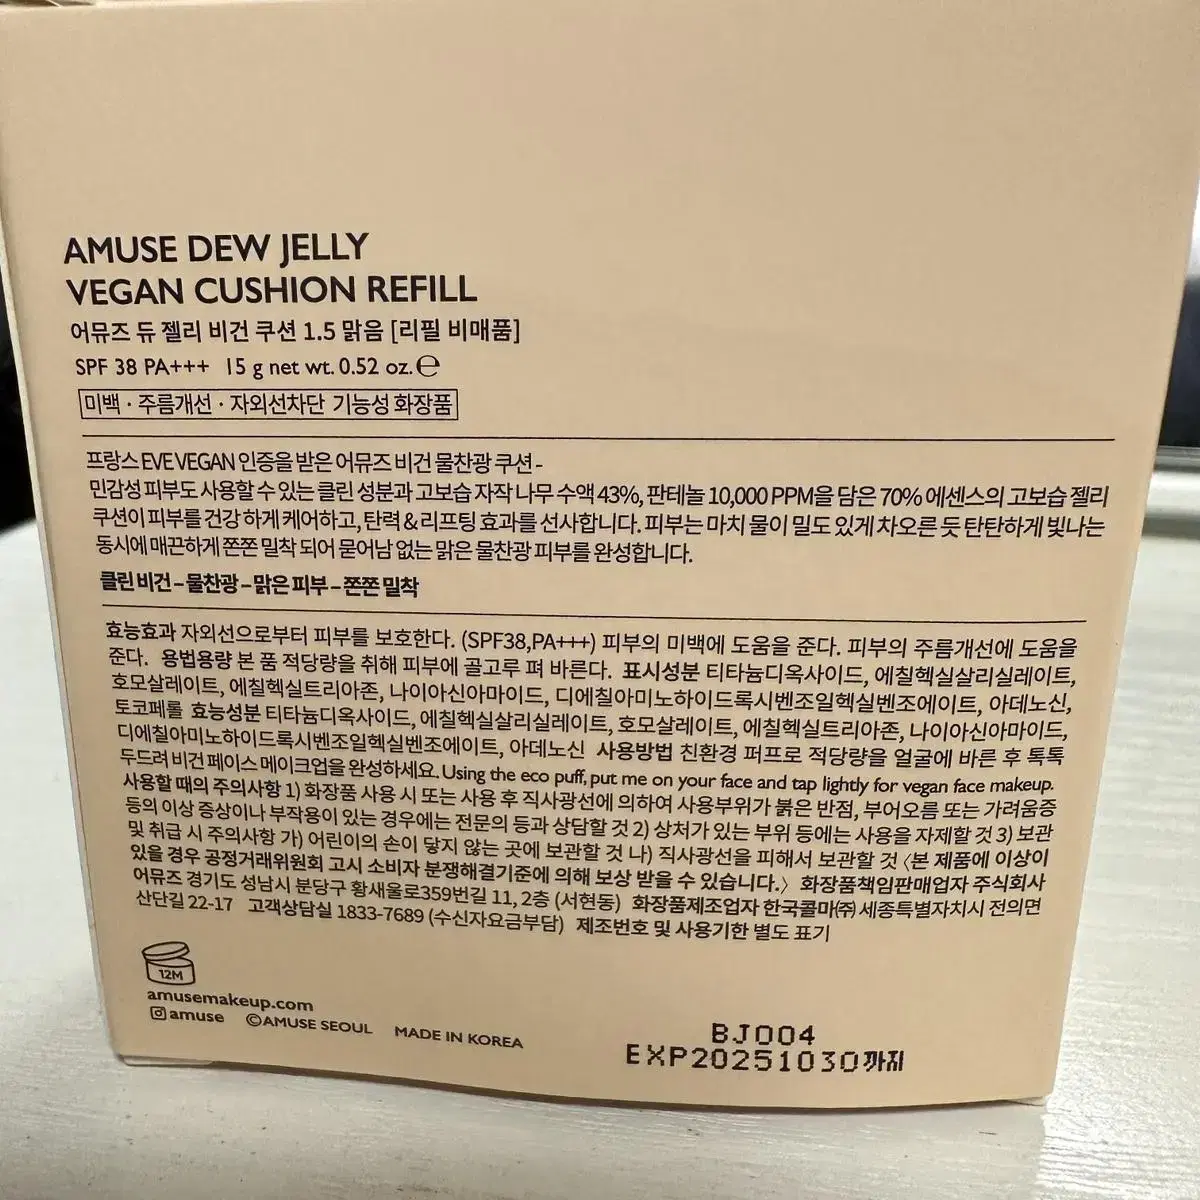 AMUSE DEW JELLY
VEGAN CUSHION REFILL
어뮤즈 듀 젤리 비건 쿠션 1.5 맑음 [리필 비매품]
SPF 38 PA+++ 15 g net wt. 0.52 oz. ℮
미백 · 주름개선 · 자외선차단 기능성 화장품
프랑스 EVE VEGAN 인증을 받은 어뮤즈 비건 물찬광 쿠션-
민감성 피부도 사용할 수 있는 클린 성분과 고보습 자작 나무 수액 43%, 판테놀 10,000 PPM을 담은 70% 에센스의 고보습 젤리
쿠션이 피부를 건강 하게 케어하고, 탄력 & 리프팅 효과를 선사합니다. 피부는 마치 물이 밀도 있게 차오른 듯 탄탄하게 빛나는
동시에 매끈하게 쫀쫀 밀착 되어 묻어남 없는 맑은 물찬광 피부를 완성합니다.
클린 비건 – 물찬광 – 맑은 피부 – 쫀쫀 밀착
효능효과 자외선으로부터 피부를 보호한다. (SPF38,PA+++) 피부의 미백에 도움을 준다. 피부의 주름개선에 도움을
준다. 용법용량 본 품 적당량을 취해 피부에 골고루 펴 바른다. 표시성분 티타늄디옥사이드, 에칠헥실살리실레이트,
호모살레이트, 에칠헥실트리아존, 나이아신아마이드, 디에칠아미노하이드록시벤조일헥실벤조에이트, 아데노신,
토코페롤 효능성분 티타늄디옥사이드, 에칠헥실살리실레이트, 호모살레이트, 에칠헥실트리아존, 나이아신아마이드,
디에칠아미노하이드록시벤조일헥실벤조에이트, 아데노신 사용방법 친환경 퍼프로 적당량을 얼굴에 바른 후 톡톡
두드려 비건 페이스 메이크업을 완성하세요. Using the eco puff, put me on your face and tap lightly for vegan face makeup.
사용할 때의 주의사항 1) 화장품 사용 시 또는 사용 후 직사광선에 의하여 사용부위가 붉은 반점, 부어오름 또는 가려움증
등의 이상 증상이나 부작용이 있는 경우에는 전문의 등과 상담할 것 2) 상처가 있는 부위 등에는 사용을 자제할 것 3) 보관
및 취급 시 주의사항 가) 어린이의 손이 닿지 않는 곳에 보관할 것 나) 직사광선을 피해서 보관할 것 〈본 제품에 이상이
있을 경우 공정거래위원회 고시 소비자 분쟁해결기준에 의해 보상 받을 수 있습니다.〉 화장품책임판매업자 주식회사
어뮤즈 경기도 성남시 분당구 황새울로359번길 11, 2층 (서현동) 화장품제조업자 한국콜마(주) 세종특별자치시 전의면
산단길 22-17 고객상담실 1833-7689 (수신자요금부담) 제조번호 및 사용기한 별도 표기
12M
amusemakeup.com
amuse ©AMUSE SEOUL MADE IN KOREA
BJ004
EXP20251030까지